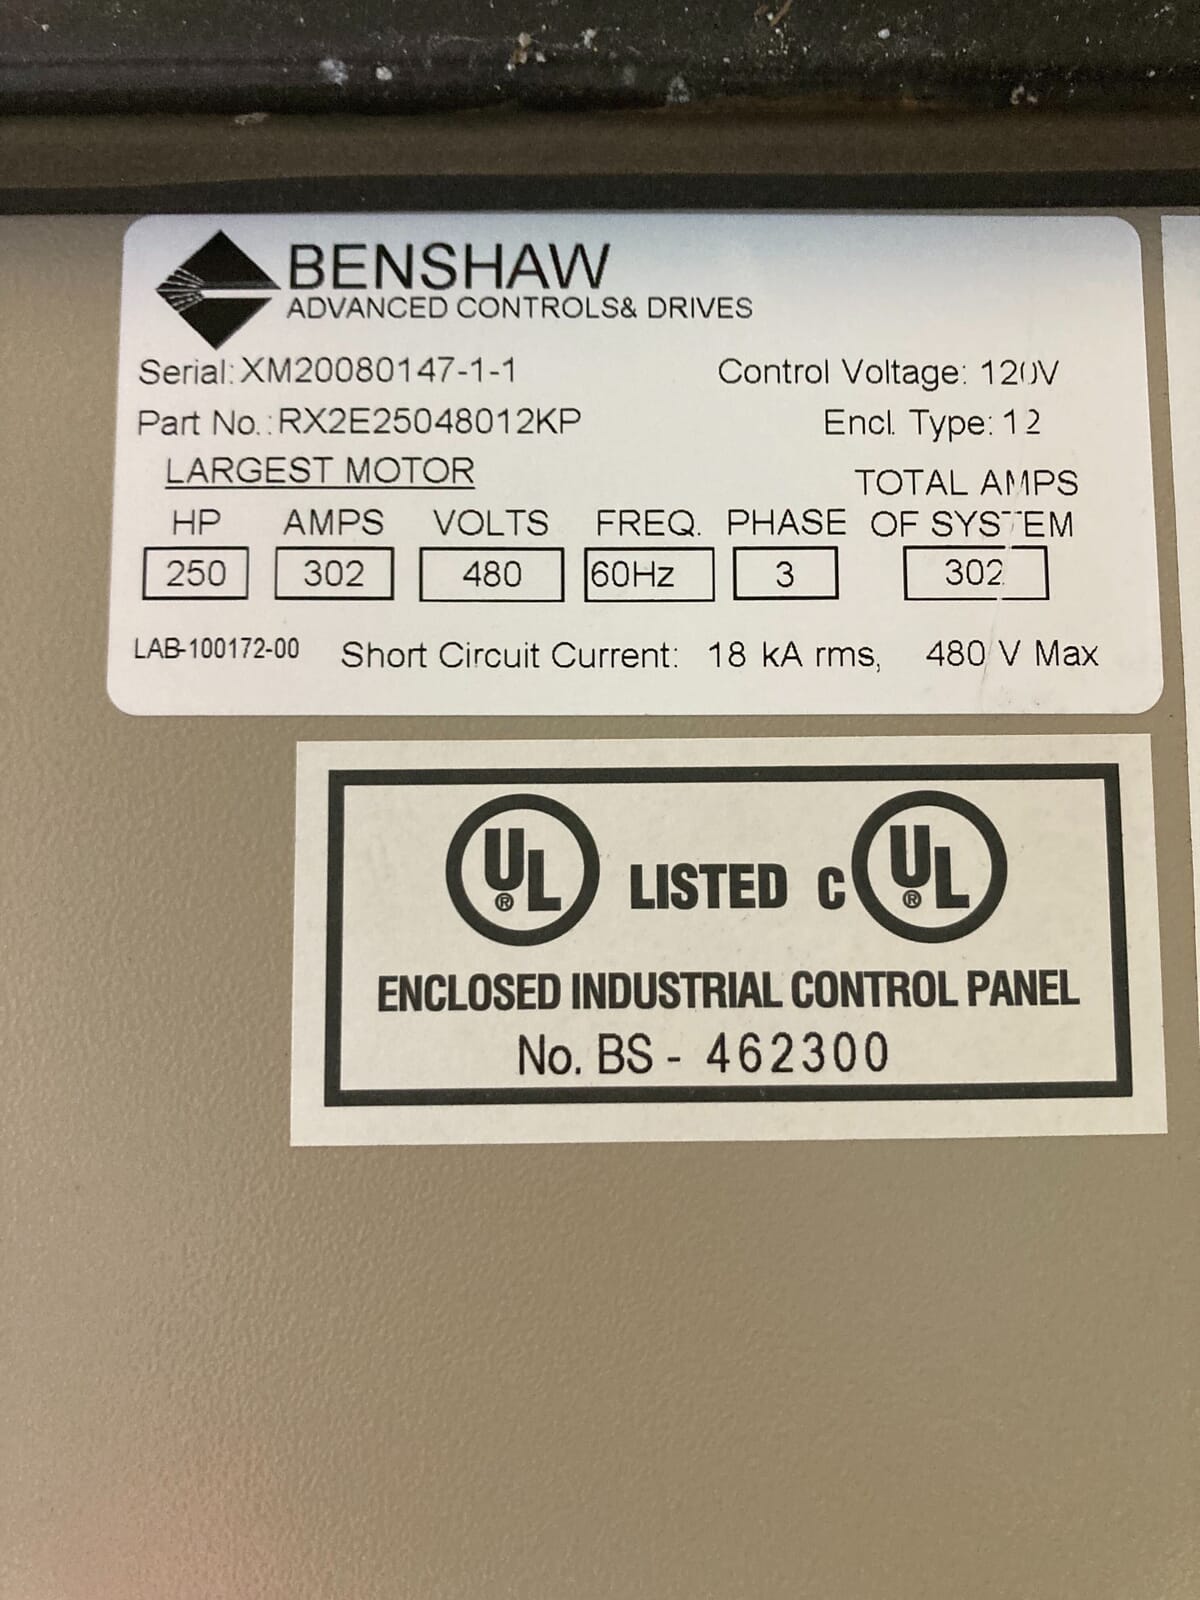 BENSHAW
ADVANCED CONTROLS& DRIVES
Serial: XM20080147-1-1 Control Voltage: 120V
Part No.: RX2E25048012KP Encl. Type: 12
LARGEST MOTOR TOTAL AMPS
HP AMPS VOLTS FREQ. PHASE OF SYSTEM
250 302 480 60Hz 3 302
LAB-100172-00 Short Circuit Current: 18 kA rms, 480 V Max
UL ® LISTED C UL ®
ENCLOSED INDUSTRIAL CONTROL PANEL
No. BS - 462300